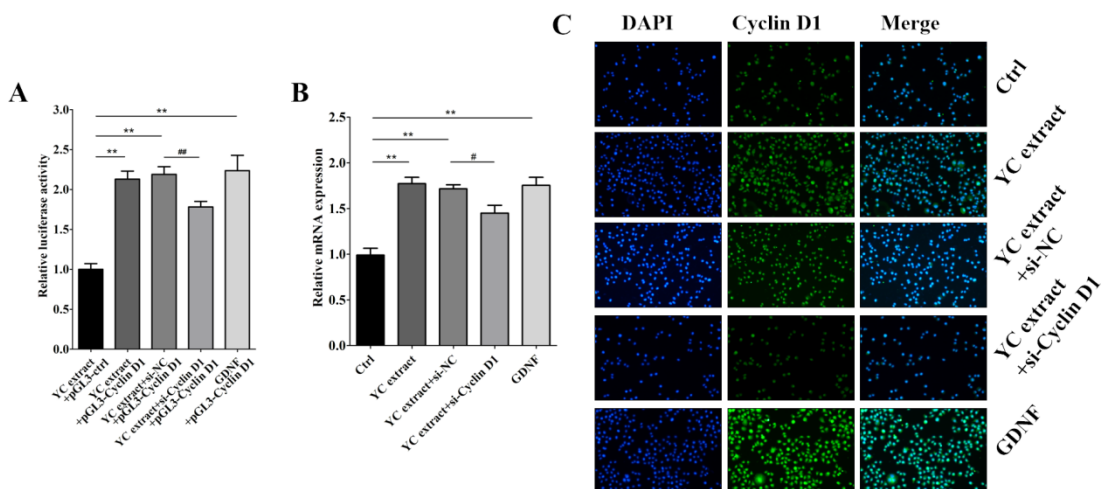 A
Relative luciferase activity
3.0
2.5
2.0
1.5
1.0
0.5
0.0
**
**
**
##
YC extract
+pGL3-ctrl
YC extract
+pGL3-Cyclin D1
YC extract+si-NC
+pGL3-Cyclin D1
YC extract+si-Cyclin D1
+pGL3-Cyclin D1
GDNF
+pGL3-Cyclin D1
B
Relative mRNA expression
2.5
2.0
1.5
1.0
0.5
0.0
**
**
**
#
Ctrl
YC extract
YC extract+si-NC
YC extract+si-Cyclin D1
GDNF
C
DAPI Cyclin D1 Merge
Ctrl
YC extract
YC extract
+si-NC
YC extract
+si-Cyclin D1
GDNF